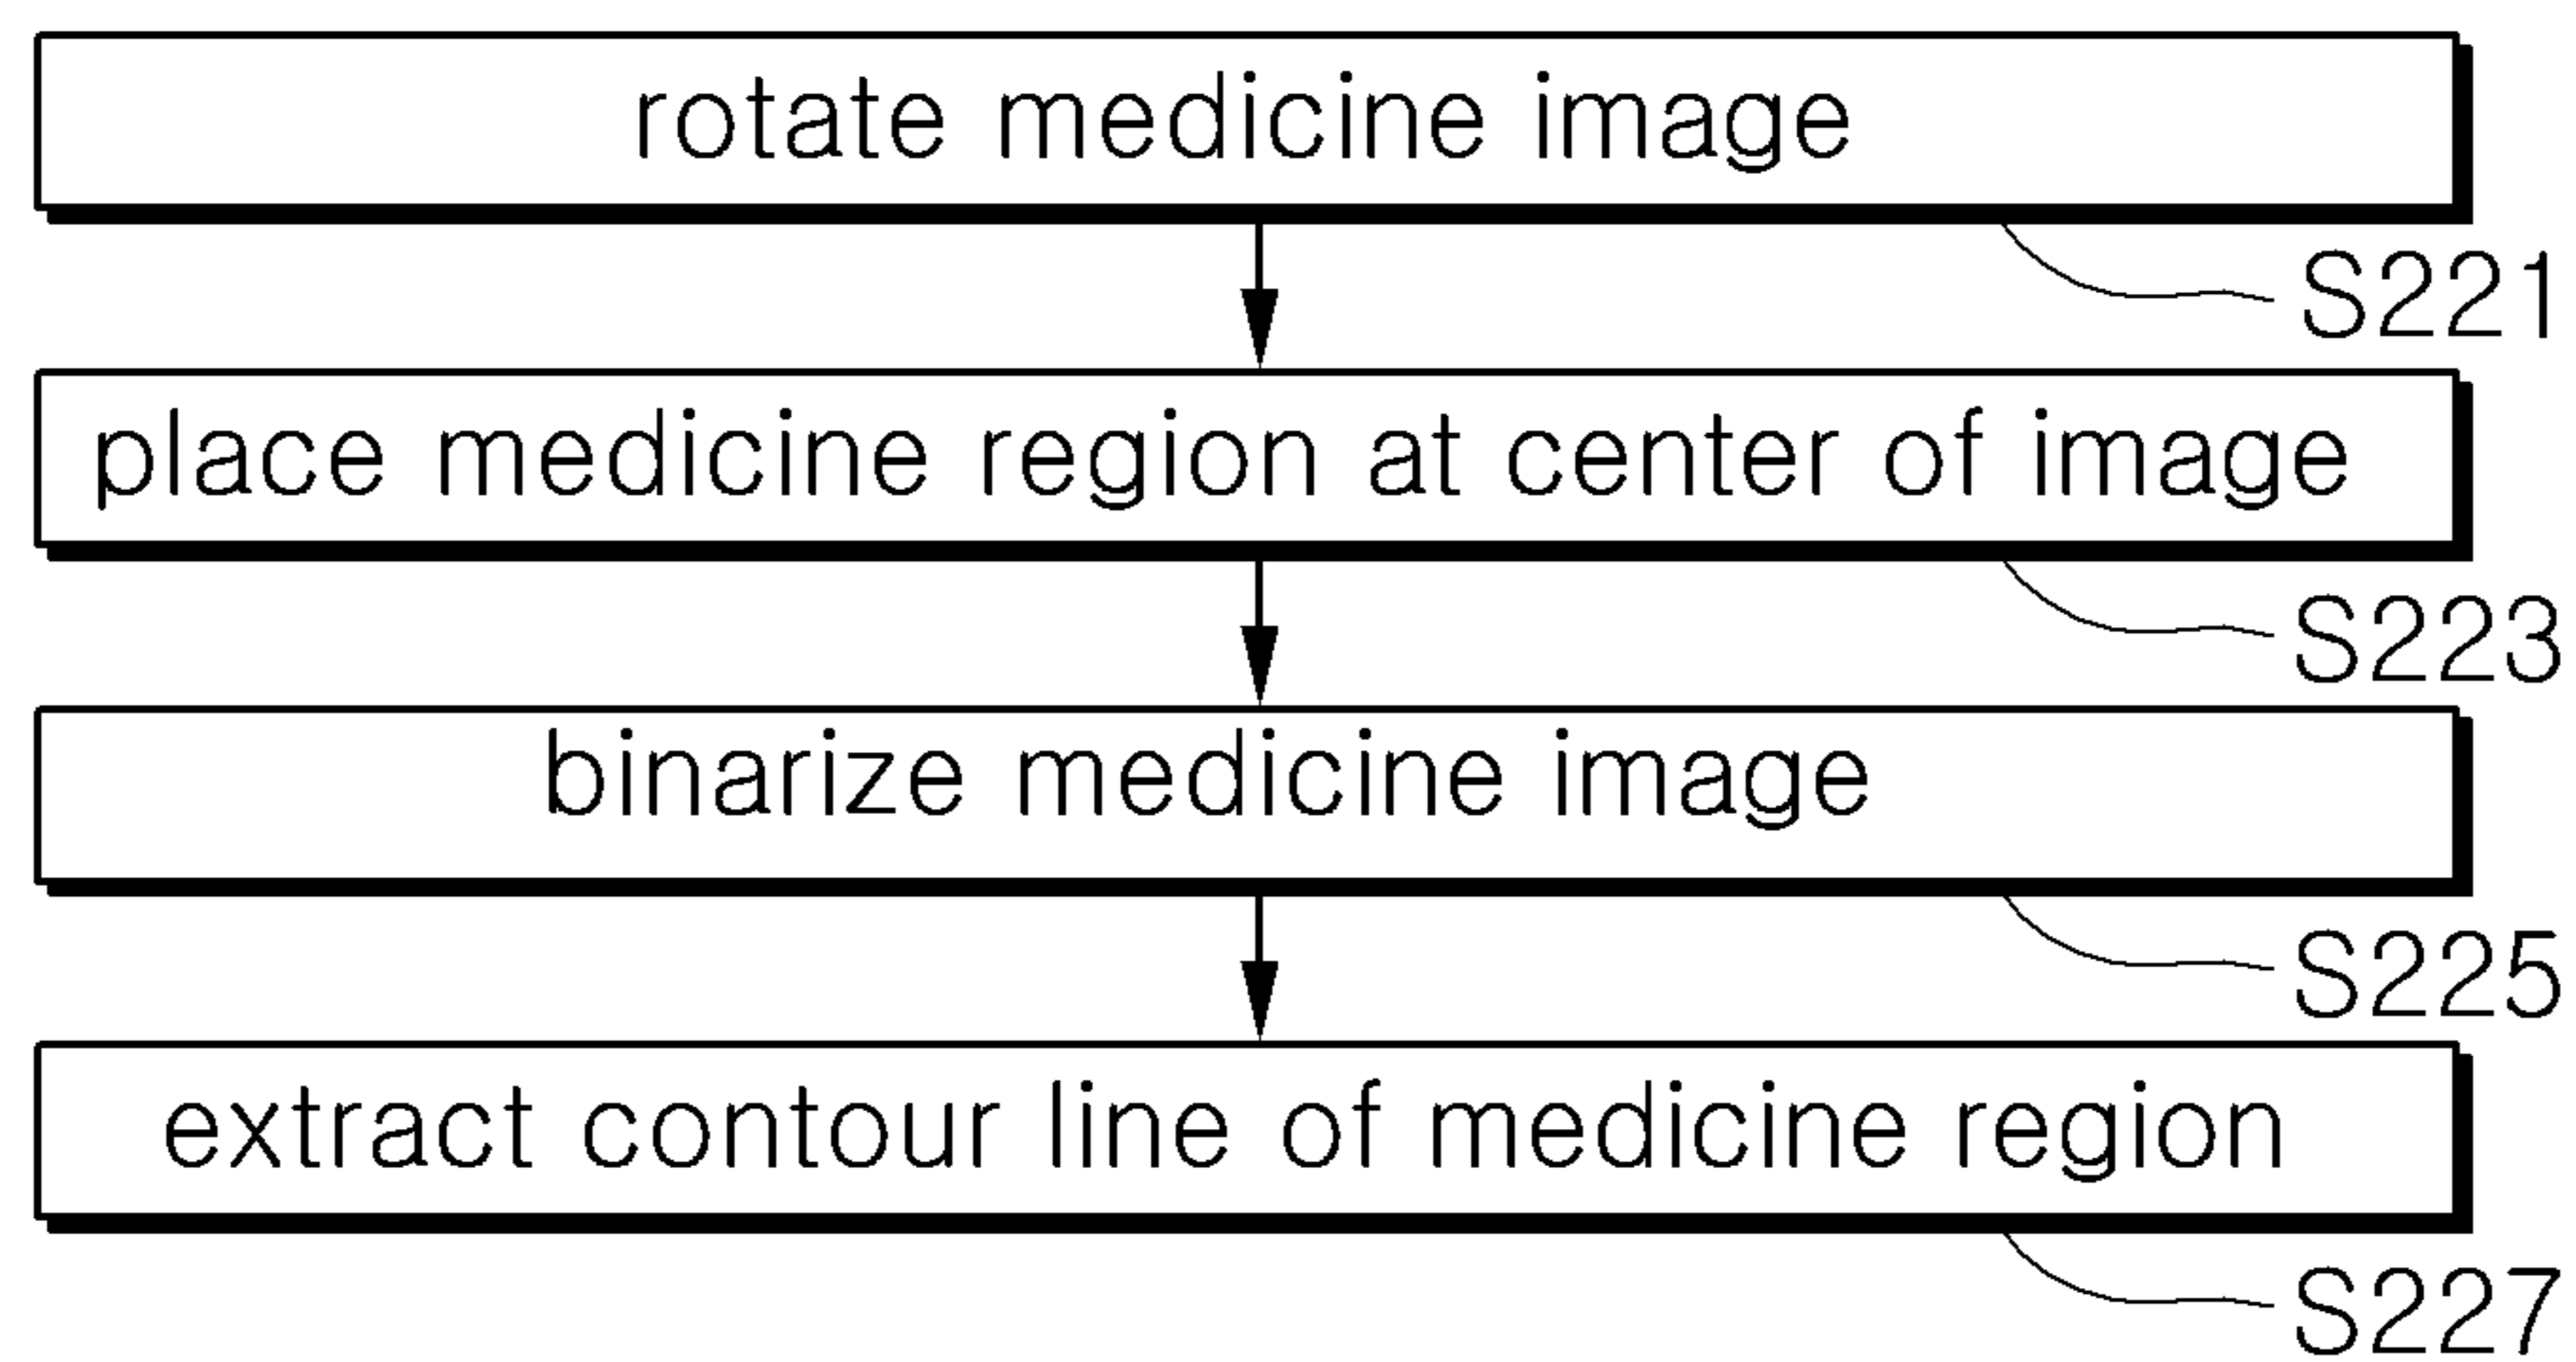 rotate medicine image
S221
place medicine region at center of image
S223
binarize medicine image
S225
extract contour line of medicine region
S227